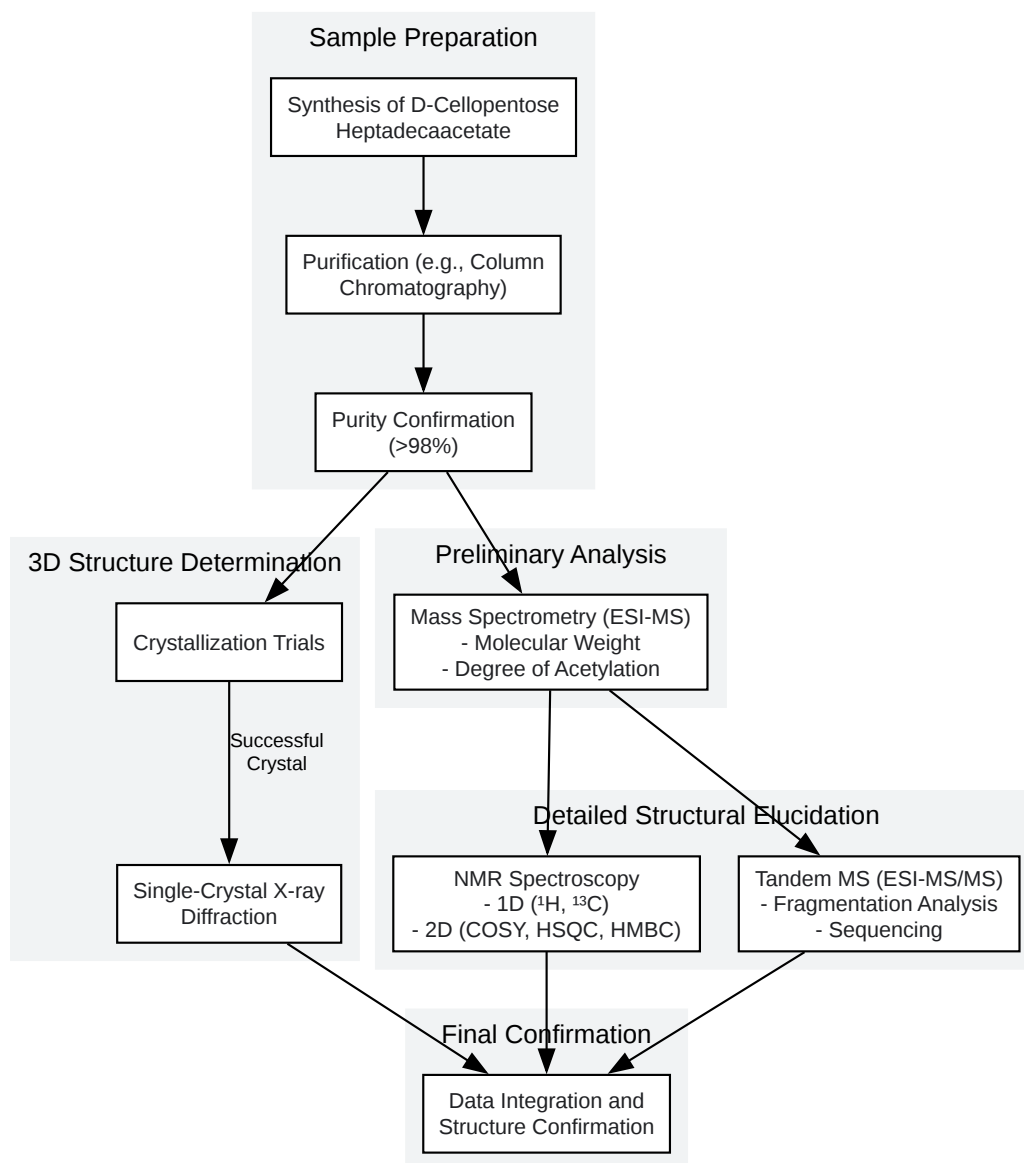 Sample Preparation
Synthesis of D-Cellopentose
Heptadecaacetate
Purification (e.g., Column
Chromatography)
Purity Confirmation
(>98%)
3D Structure Determination
Crystallization Trials
Successful
Crystal
Single-Crystal X-ray
Diffraction
Preliminary Analysis
Mass Spectrometry (ESI-MS)
- Molecular Weight
- Degree of Acetylation
Detailed Structural Elucidation
NMR Spectroscopy
- 1D (¹H, ¹³C)
- 2D (COSY, HSQC, HMBC)
Tandem MS (ESI-MS/MS)
- Fragmentation Analysis
- Sequencing
Final Confirmation
Data Integration and
Structure Confirmation